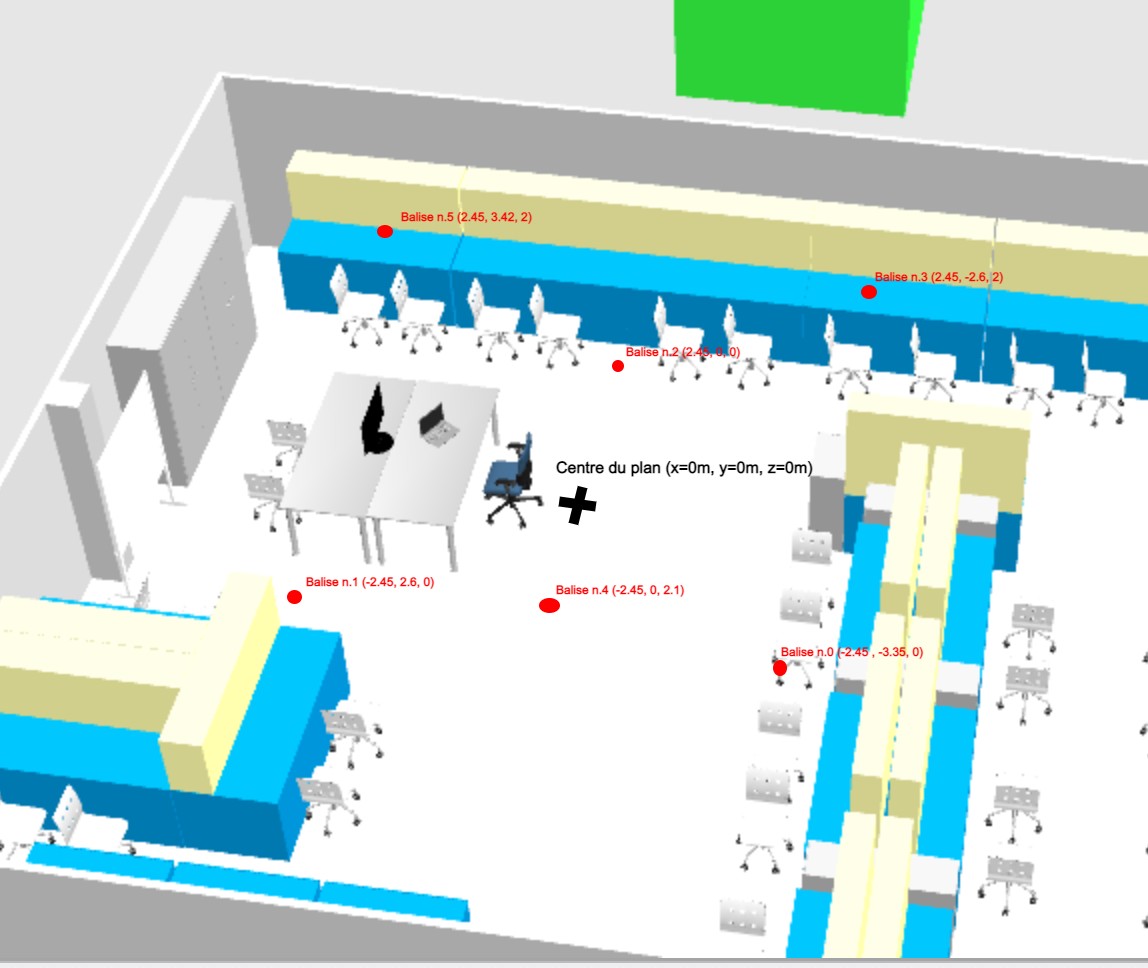 Balise n.5 (2.45, 3.42, 2)
Balise n.3 (2.45, -2.6, 2)
Balise n.2 (2.45, 0, 0)
Centre du plan (x=0m, y=0m, z=0m)
Balise n.1 (-2.45, 2.6, 0)
Balise n.4 (-2.45, 0, 2.1)
Balise n.0 (-2.45 , -3.35, 0)